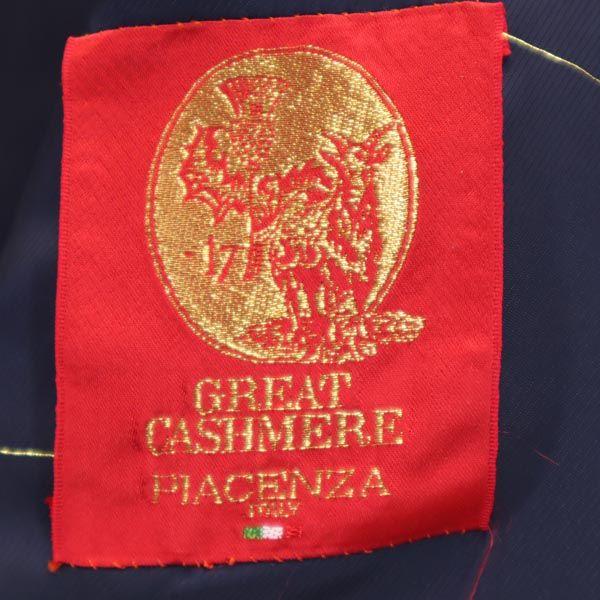 -17
GREAT
CASHMERE
PIACENZA
ITALY